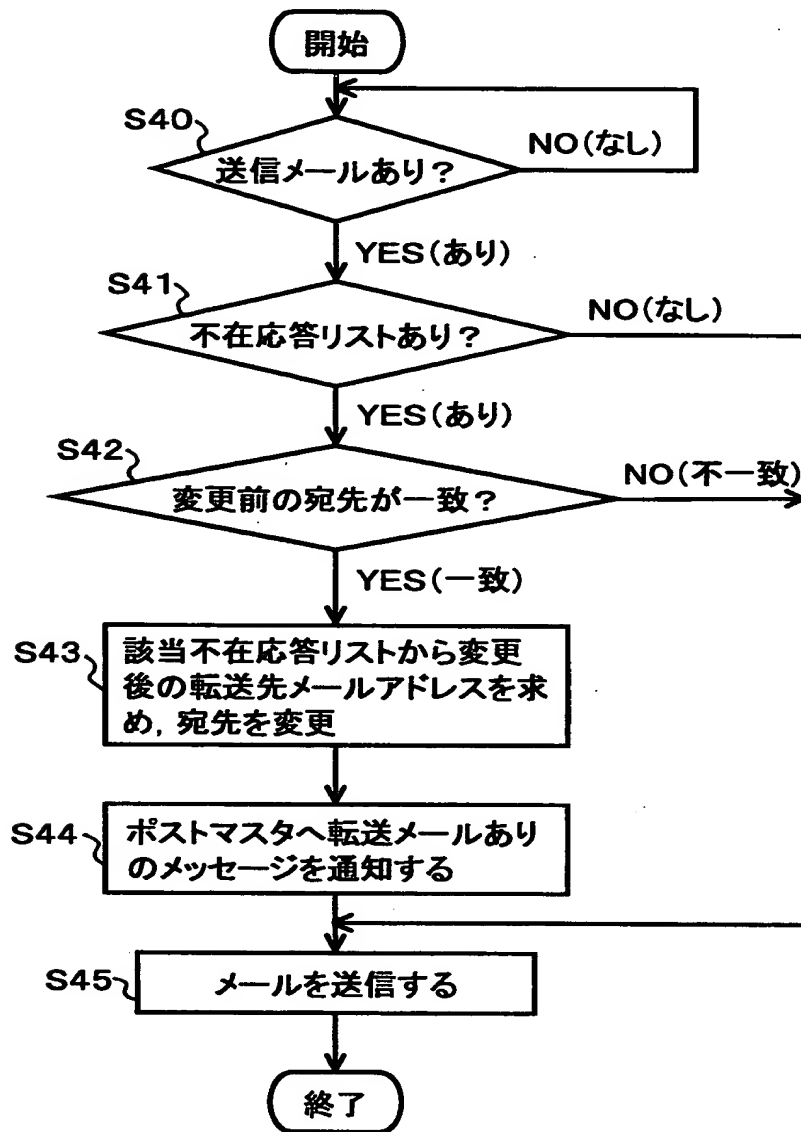 開始
S40
送信メールあり？
NO(なし)
YES(あり)
S41
不在応答リストあり？
NO(なし)
YES(あり)
S42
変更前の宛先が一致？
NO(不一致)
YES(一致)
S43
該当不在応答リストから変更
後の転送先メールアドレスを求
め，宛先を変更
S44
ポストマスタへ転送メールあり
のメッセージを通知する
S45
メールを送信する
終了